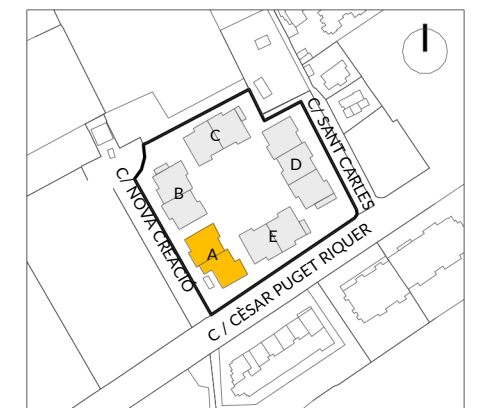 C/ SANT CARLES
C
D
B
C/ NOVA CREACIÓ
E
A
C / CÈSAR PUGET RIQUER